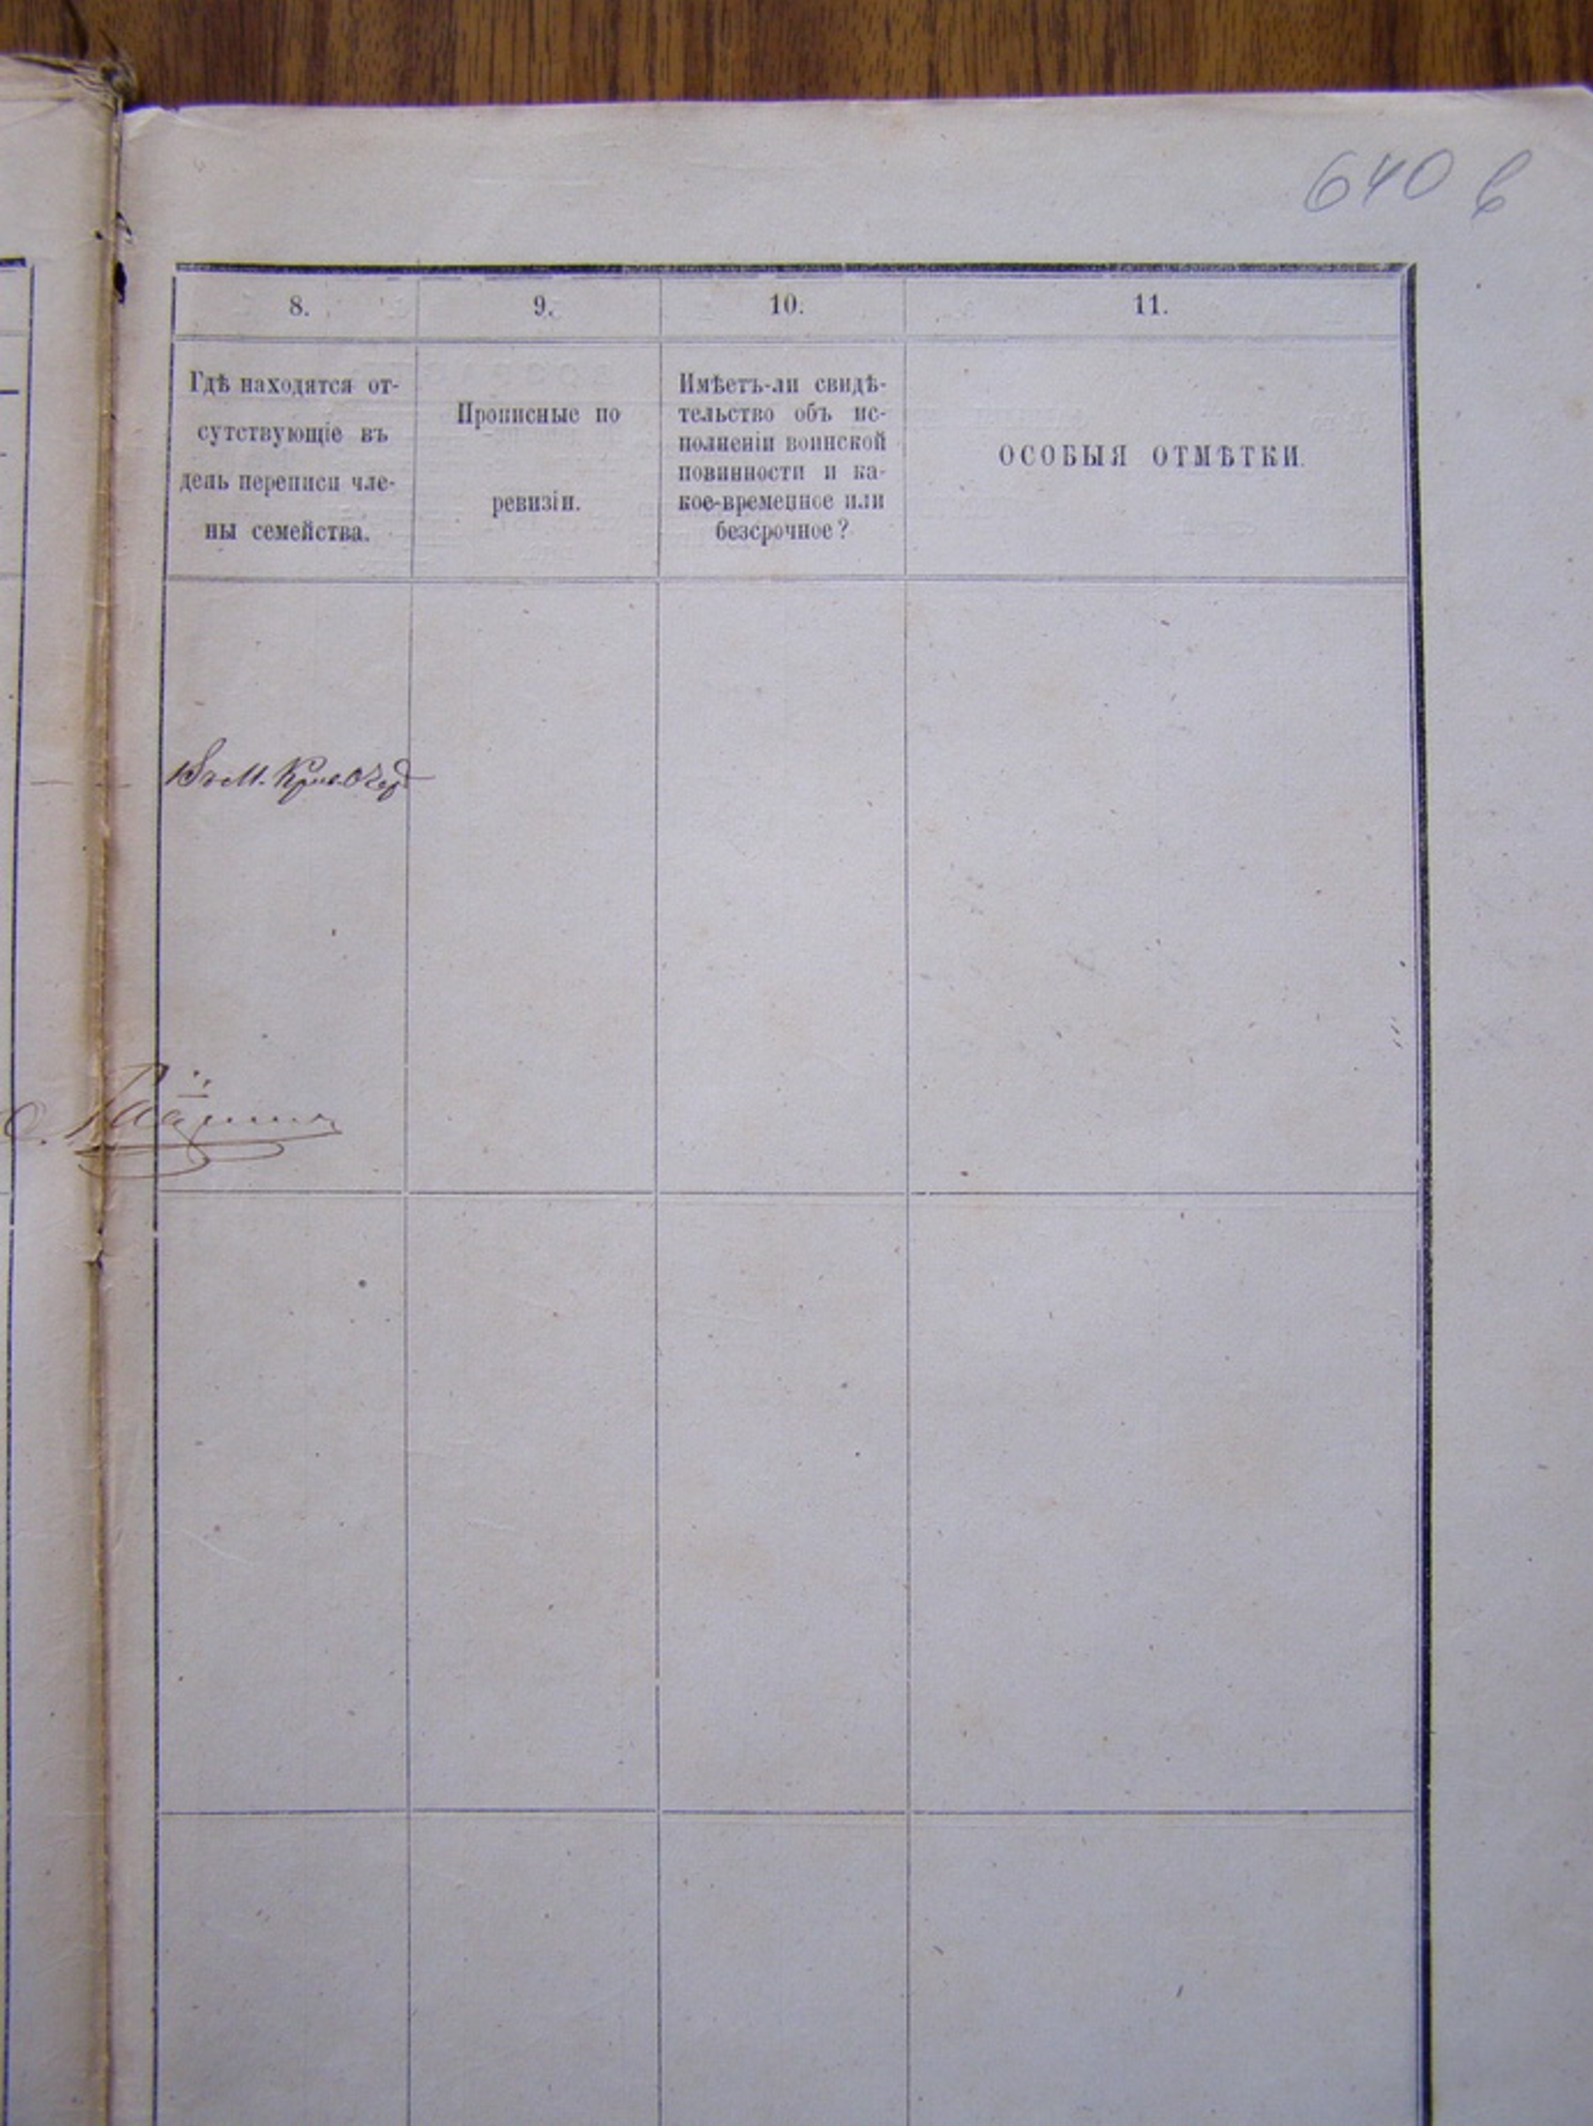 640 в
8.
9.
10.
11.
Гдѣ находятся от-
сутствующіе въ
день переписи чле-
ны семейства.
Прописные по
ревизіи.
Имѣетъ-ли свидѣ-
тельство объ ис-
полненіи воинской
повинности и ка-
кое-временное или
безсрочное?
ОСОБЫЯ ОТМѢТКИ.
Въ М.